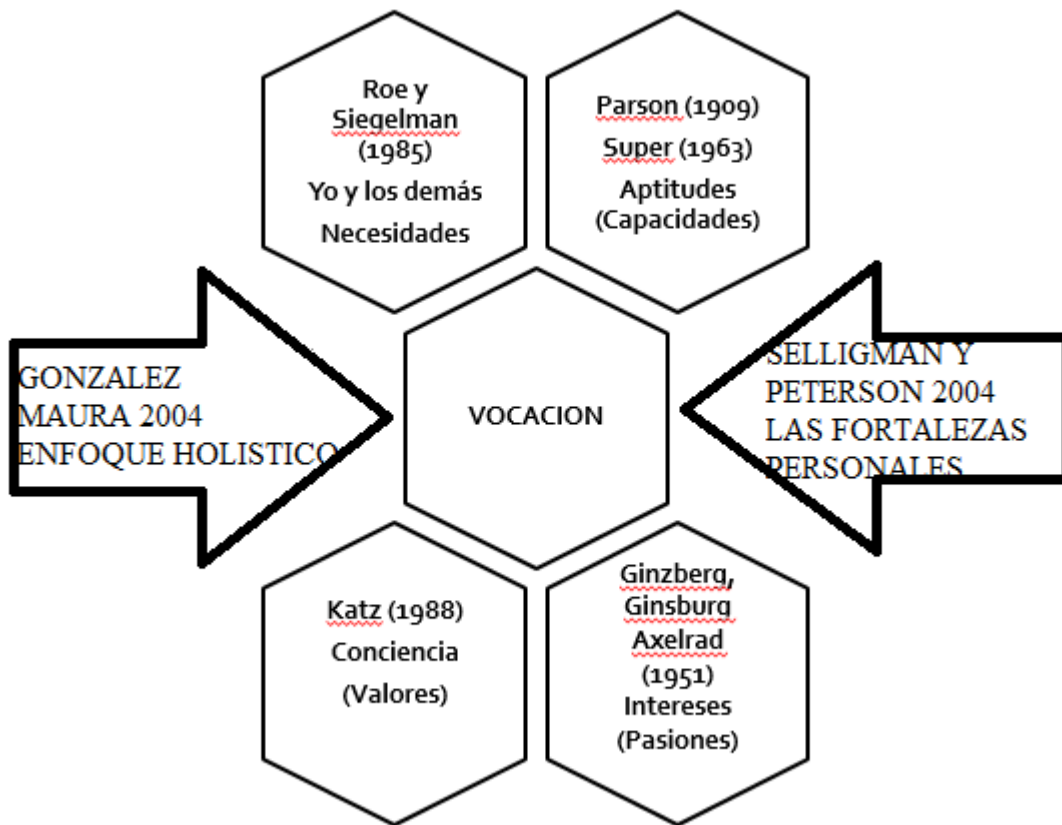 Roe y
Siegelman
(1985)
Yo y los demás
Necesidades
Parson (1909)
Super (1963)
Aptitudes
(Capacidades)
GONZALEZ
MAURA 2004
ENFOQUE HOLISTICO
VOCACION
SELLIGMAN Y
PETERSON 2004
LAS FORTALEZAS
PERSONALES
Katz (1988)
Conciencia
(Valores)
Ginzberg,
Ginsburg
Axelrad
(1951)
Intereses
(Pasiones)